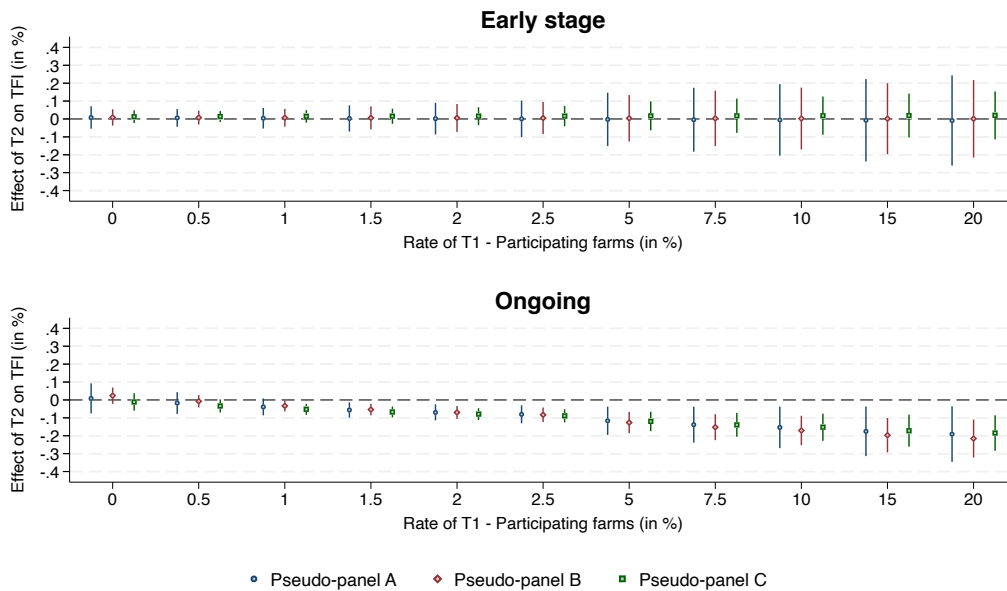 Early stage
Effect of T2 on TFI (in %)
.4
.3
.2
.1
0
-.1
-.2
-.3
-.4
0 0.5 1 1.5 2 2.5 5 7.5 10 15 20
Rate of T1 - Participating farms (in %)
Ongoing
Effect of T2 on TFI (in %)
.4
.3
.2
.1
0
-.1
-.2
-.3
-.4
0 0.5 1 1.5 2 2.5 5 7.5 10 15 20
Rate of T1 - Participating farms (in %)
Pseudo-panel A Pseudo-panel B Pseudo-panel C